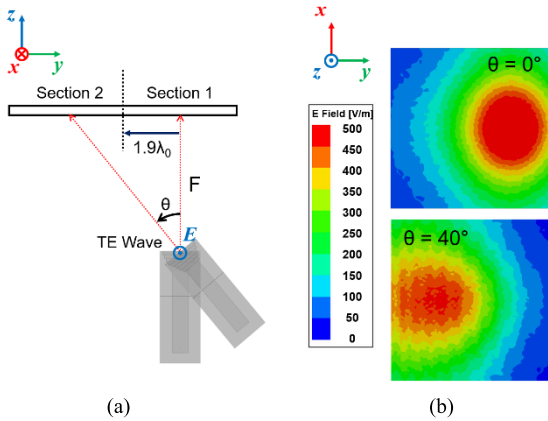 z
x
y
Section 2
Section 1
1.9λ₀
F
θ
TE Wave
E
(a)
x
z
y
E Field [V/m]
500
450
400
350
300
250
200
150
100
50
0
θ = 0°
θ = 40°
(b)